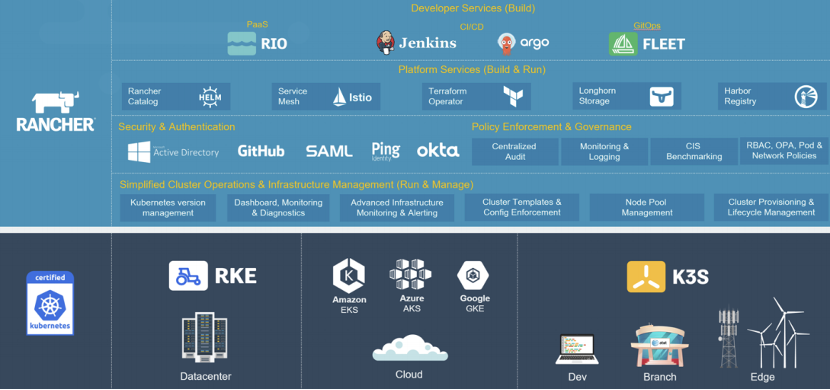 Developer Services (Build)
PaaS
CI/CD
GitOps
RIO
Jenkins
argo
FLEET
Platform Services (Build & Run)
RANCHER
Rancher
Catalog
HELM
Service
Mesh
Istio
Terraform
Operator
Longhorn
Storage
Harbor
Registry
Security & Authentication
Policy Enforcement & Governance
Active Directory
GitHub
SAML
Ping
Identity
okta
Centralized
Audit
Monitoring &
Logging
CIS
Benchmarking
RBAC, OPA, Pod &
Network Policies
Simplified Cluster Operations & Infrastructure Management (Run & Manage)
Kubernetes version
management
Dashboard, Monitoring
& Diagnostics
Advanced Infrastructure
Monitoring & Alerting
Cluster Templates &
Config Enforcement
Node Pool
Management
Cluster Provisioning &
Lifecycle Management
certified
kubernetes
RKE
Datacenter
Amazon
EKS
Azure
AKS
Google
GKE
Cloud
K3S
Dev
Branch
Edge